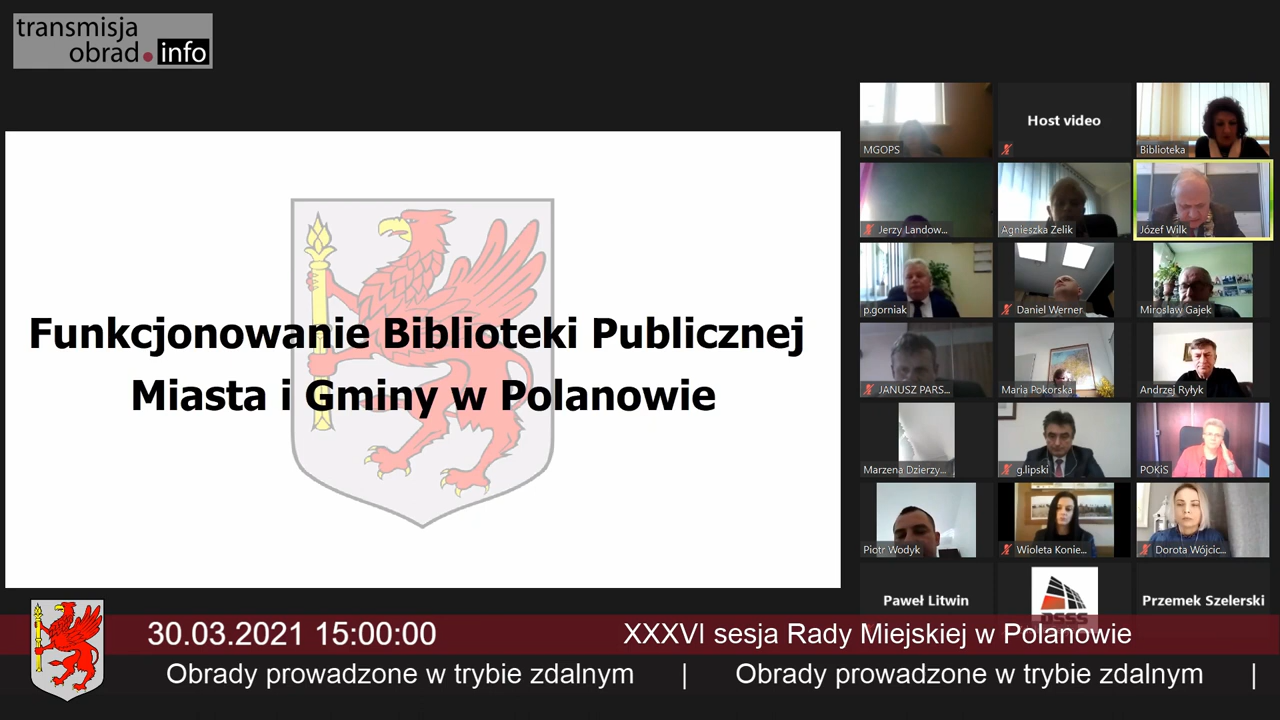 transmisja
obrad.info
Funkcjonowanie Biblioteki Publicznej
Miasta i Gminy w Polanowie
MGOPS
Host video
Biblioteka
Jerzy Landow...
Agnieszka Zelik
Józef Wilk
p.gorniak
Daniel Werner
Mirosław Gajek
JANUSZ PARS...
Maria Pokorska
Andrzej Ryłyk
Marzena Dzierzy...
g.lipski
POKiS
Piotr Wodyk
Wioleta Konie...
Dorota Wójcic...
Paweł Litwin
Przemek Szelerski
30.03.2021 15:00:00
XXXVI sesja Rady Miejskiej w Polanowie
Obrady prowadzone w trybie zdalnym | Obrady prowadzone w trybie zdalnym |